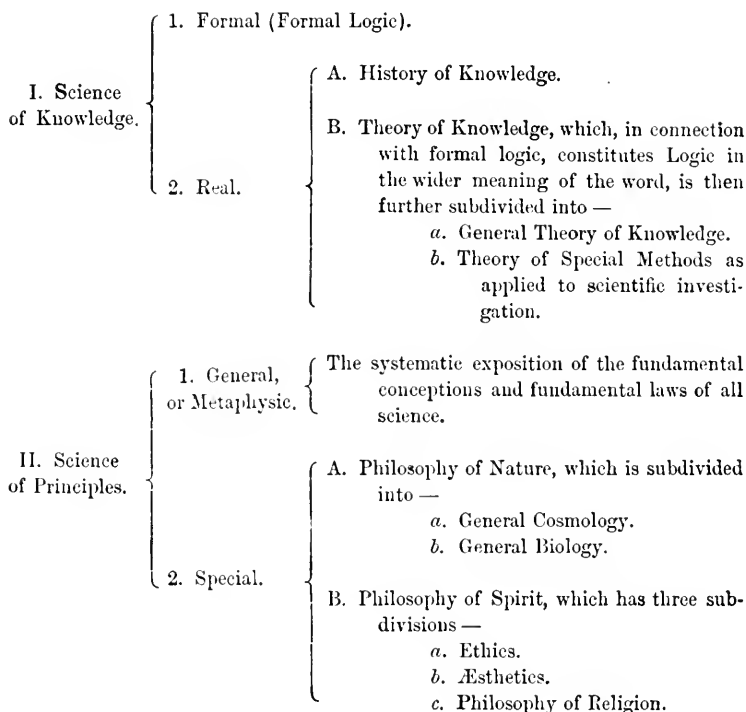 1. Formal (Formal Logic).
I. Science
of Knowledge.
2. Real.
A. History of Knowledge.
B. Theory of Knowledge, which, in connection
with formal logic, constitutes Logic in
the wider meaning of the word, is then
further subdivided into —
a. General Theory of Knowledge.
b. Theory of Special Methods as
applied to scientific investi-
gation.
II. Science
of Principles.
1. General,
or Metaphysic.
The systematic exposition of the fundamental
conceptions and fundamental laws of all
science.
2. Special.
A. Philosophy of Nature, which is subdivided
into —
a. General Cosmology.
b. General Biology.
B. Philosophy of Spirit, which has three sub-
divisions —
a. Ethics.
b. Æsthetics.
c. Philosophy of Religion.